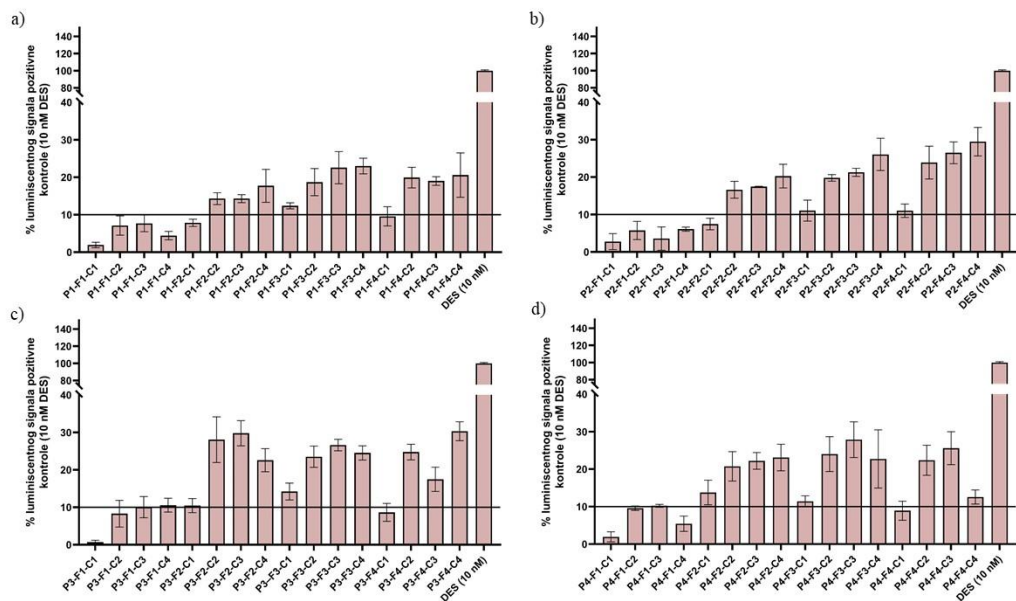 a)
% luminiscentnog signala pozitivne
kontrole (10 nM DES)
140
120
100
80
40
30
20
10
0
P1-F2-C1
P1-F1-C2
P1-F1-C3
P1-F1-C4
P1-F2-C1
P1-F2-C2
P1-F2-C3
P1-F2-C4
P1-F3-C1
P1-F3-C2
P1-F3-C3
P1-F3-C4
P1-F4-C1
P1-F4-C2
P1-F4-C3
P1-F4-C4
DES (10 nM)
b)
% luminiscentnog signala pozitivne
kontrole (10 nM DES)
140
120
100
80
40
30
20
10
0
P2-F1-C1
P2-F1-C2
P2-F1-C3
P2-F1-C4
P2-F2-C1
P2-F2-C2
P2-F2-C3
P2-F2-C4
P2-F3-C1
P2-F3-C2
P2-F3-C3
P2-F3-C4
P2-F4-C1
P2-F4-C2
P2-F4-C3
P2-F4-C4
DES (10 nM)
c)
% luminiscentnog signala pozitivne
kontrole (10 nM DES)
140
120
100
80
40
30
20
10
0
P3-F1-C1
P3-F1-C2
P3-F1-C3
P3-F1-C4
P3-F2-C1
P3-F2-C2
P3-F2-C3
P3-F2-C4
P3-F3-C1
P3-F3-C2
P3-F3-C3
P3-F3-C4
P3-F4-C1
P3-F4-C2
P3-F4-C3
P3-F4-C4
DES (10 nM)
d)
% luminiscentnog signala pozitivne
kontrole (10 nM DES)
140
120
100
80
40
30
20
10
0
P4-F1-C1
P4-F1-C2
P4-F1-C3
P4-F1-C4
P4-F2-C1
P4-F2-C2
P4-F2-C3
P4-F2-C4
P4-F3-C1
P4-F3-C2
P4-F3-C3
P4-F3-C4
P4-F4-C1
P4-F4-C2
P4-F4-C3
P4-F4-C4
DES (10 nM)